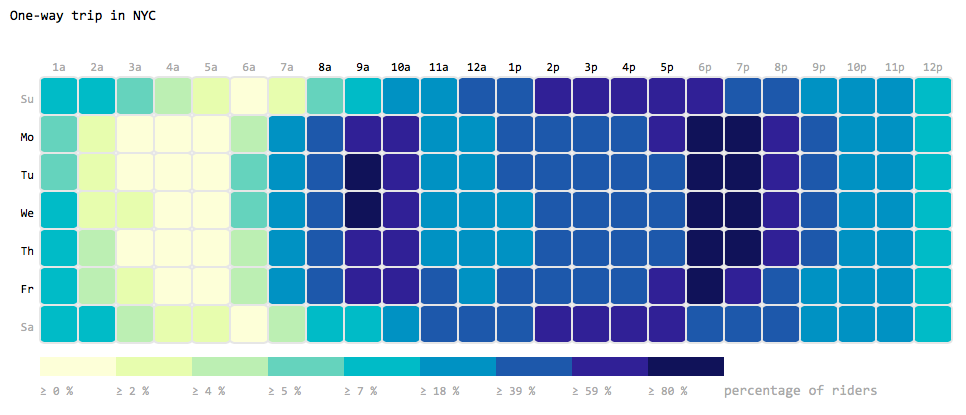 One-way trip in NYC
1a 2a 3a 4a 5a 6a 7a 8a 9a 10a 11a 12a 1p 2p 3p 4p 5p 6p 7p 8p 9p 10p 11p 12p
Su
Mo
Tu
We
Th
Fr
Sa
≥ 0 % ≥ 2 % ≥ 4 % ≥ 5 % ≥ 7 % ≥ 18 % ≥ 39 % ≥ 59 % ≥ 80 % percentage of riders